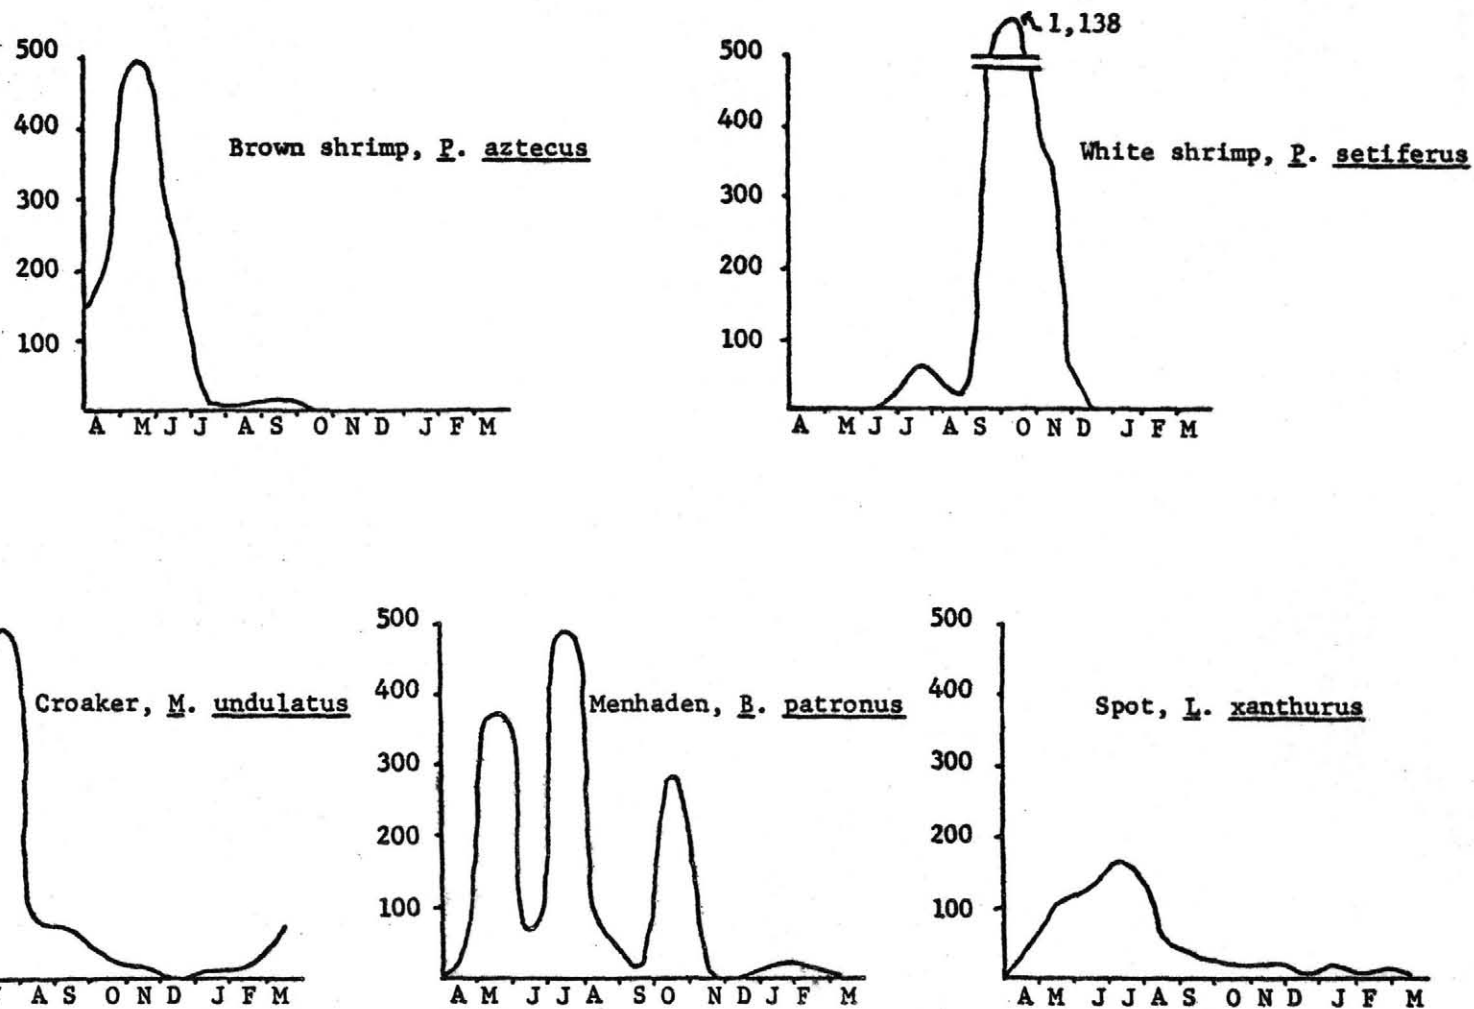 1,138
500
400
300
200
100
Brown shrimp, P. aztecus
A M J J A S O N D J F M
500
400
300
200
100
White shrimp, P. setiferus
A M J J A S O N D J F M
Croaker, M. undulatus
A S O N D J F M
500
400
300
200
100
Menhaden, B. patronus
A M J J A S O N D J F M
500
400
300
200
100
Spot, L. xanthurus
A M J J A S O N D J F M